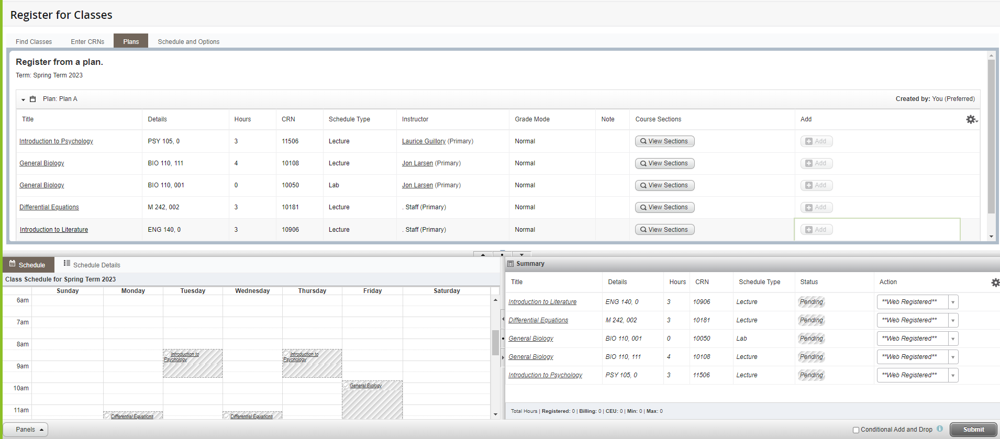 Register for Classes
Find Classes Enter CRNs Plans Schedule and Options
Register from a plan.
Term: Spring Term 2023
Plan: Plan A Created by: You (Preferred)
Title Details Hours CRN Schedule Type Instructor Grade Mode Note Course Sections Add
Introduction to Psychology PSY 105, 0 3 11506 Lecture Laurice Guillory (Primary) Normal View Sections Add
General Biology BIO 110, 111 4 10108 Lecture Jon Larsen (Primary) Normal View Sections Add
General Biology BIO 110, 001 0 10050 Lab Jon Larsen (Primary) Normal View Sections Add
Differential Equations M 242, 002 3 10181 Lecture . Staff (Primary) Normal View Sections Add
Introduction to Literature ENG 140, 0 3 10906 Lecture . Staff (Primary) Normal View Sections Add
Schedule Schedule Details
Class Schedule for Spring Term 2023
Sunday Monday Tuesday Wednesday Thursday Friday Saturday
6am
7am
8am
Introduction to Psychology Introduction to Psychology
9am
General Biology
10am
11am
Differential Equations Differential Equations
Summary
Title Details Hours CRN Schedule Type Status Action
Introduction to Literature ENG 140, 0 3 10906 Lecture Pending **Web Registered**
Differential Equations M 242, 002 3 10181 Lecture Pending **Web Registered**
General Biology BIO 110, 001 0 10050 Lab Pending **Web Registered**
General Biology BIO 110, 111 4 10108 Lecture Pending **Web Registered**
Introduction to Psychology PSY 105, 0 3 11506 Lecture Pending **Web Registered**
Total Hours | Registered: 0 | Billing: 0 | CEU: 0 | Min: 0 | Max: 0
Panels Conditional Add and Drop Submit